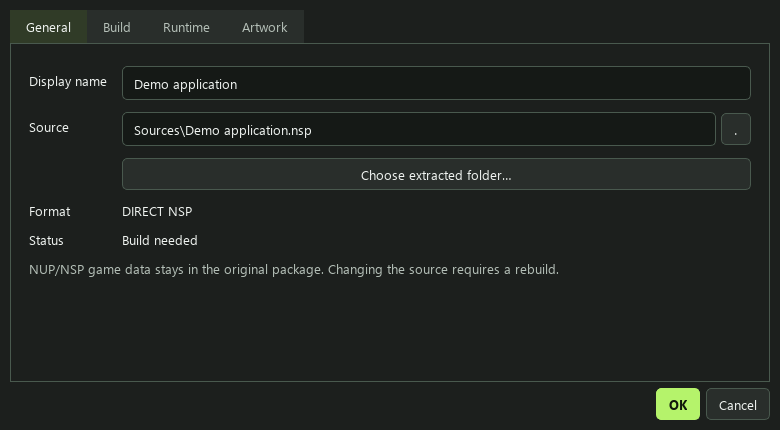 General Build Runtime Artwork
Display name Demo application
Source Sources\Demo application.nsp .
Choose extracted folder...
Format DIRECT NSP
Status Build needed
NUP/NSP game data stays in the original package. Changing the source requires a rebuild.
OK Cancel